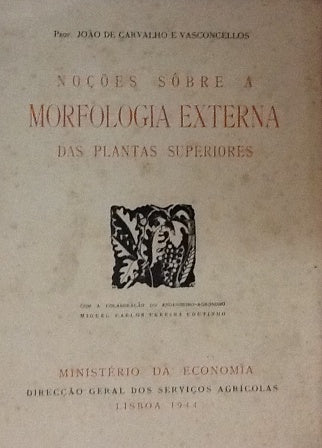 Prof. JOÃO DE CARVALHO E VASCONCELLOS
NOÇÕES SÔBRE A
MORFOLOGIA EXTERNA
DAS PLANTAS SUPERIORES
COM A COLABORAÇÃO DO ENGENHEIRO-AGRÓNOMO
MIGUEL CARLOS PEREIRA COUTINHO
MINISTÉRIO DA ECONOMIA
DIRECÇÃO GERAL DOS SERVIÇOS AGRÍCOLAS
LISBOA 1944